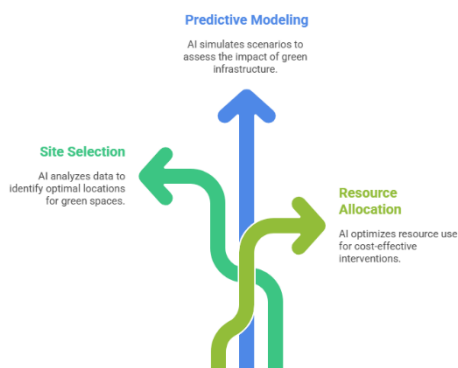 Predictive Modeling
AI simulates scenarios to
assess the impact of green
infrastructure.
Site Selection
AI analyzes data to
identify optimal locations
for green spaces.
Resource
Allocation
AI optimizes resource use
for cost-effective
interventions.